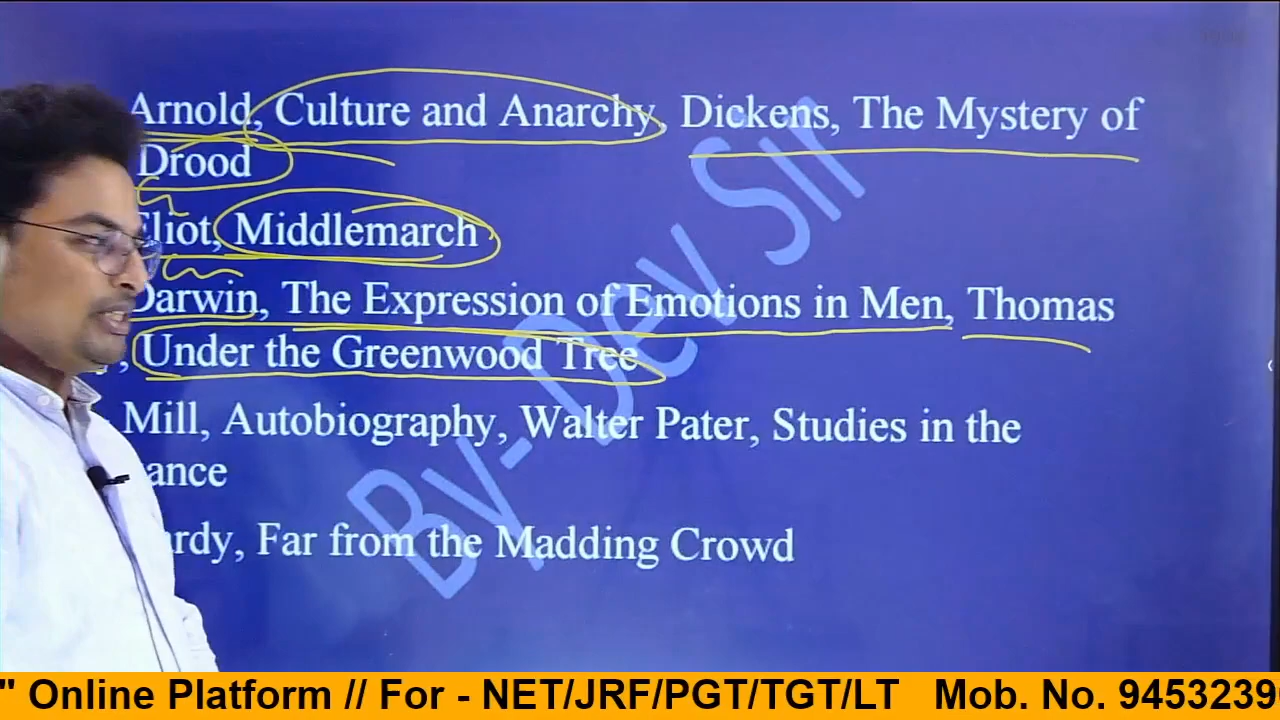 Arnold, Culture and Anarchy, Dickens, The Mystery of
Drood
Eliot, Middlemarch
Darwin, The Expression of Emotions in Men, Thomas
, Under the Greenwood Tree
Mill, Autobiography, Walter Pater, Studies in the
ance
ardy, Far from the Madding Crowd
By- Dev Sir
" Online Platform // For - NET/JRF/PGT/TGT/LT Mob. No. 9453239